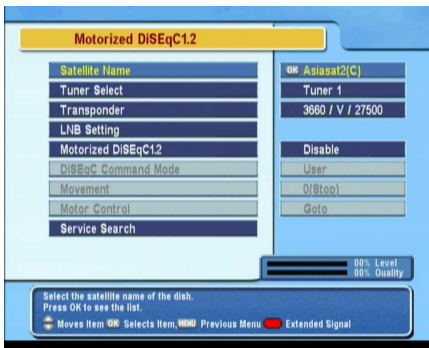 Motorized DiSEqC1.2
Satellite Name OK Asiasat2(C)
Tuner Select Tuner 1
Transponder 3660 / V / 27500
LNB Setting
Motorized DiSEqC1.2 Disable
DiSEqC Command Mode User
Movement 0(Stop)
Motor Control Goto
Service Search
00% Level
00% Quality
Select the satellite name of the dish.
Press OK to see the list.
Moves Item OK Selects Item, MENU Previous Menu Extended Signal